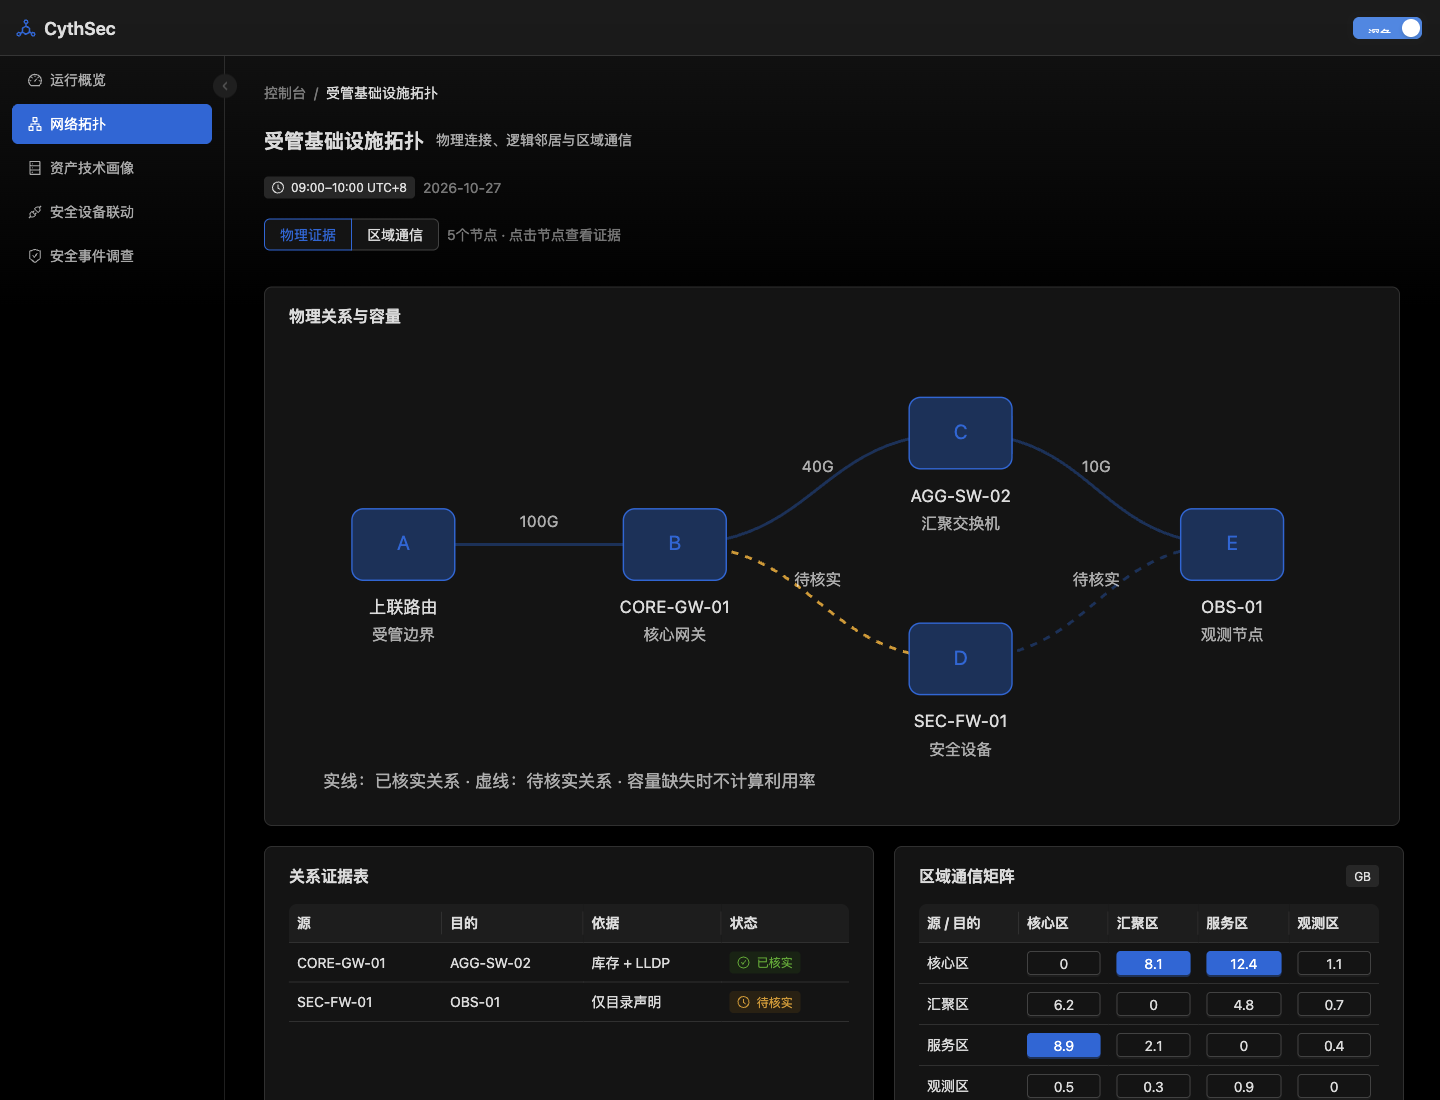 CythSec
运行概览
网络拓扑
资产技术画像
安全设备联动
安全事件调查
控制台 / 受管基础设施拓扑
受管基础设施拓扑 物理连接、逻辑邻居与区域通信
09:00–10:00 UTC+8 2026-10-27
物理证据 区域通信 5个节点 · 点击节点查看证据
物理关系与容量
C
40G 10G
AGG-SW-02
汇聚交换机
100G
A B E
待核实 待核实
上联路由 CORE-GW-01 OBS-01
受管边界 核心网关 观测节点
D
SEC-FW-01
安全设备
实线：已核实关系 · 虚线：待核实关系 · 容量缺失时不计算利用率
关系证据表
源 目的 依据 状态
CORE-GW-01 AGG-SW-02 库存 + LLDP 已核实
SEC-FW-01 OBS-01 仅目录声明 待核实
区域通信矩阵 GB
源 / 目的 核心区 汇聚区 服务区 观测区
核心区 0 8.1 12.4 1.1
汇聚区 6.2 0 4.8 0.7
服务区 8.9 2.1 0 0.4
观测区 0.5 0.3 0.9 0